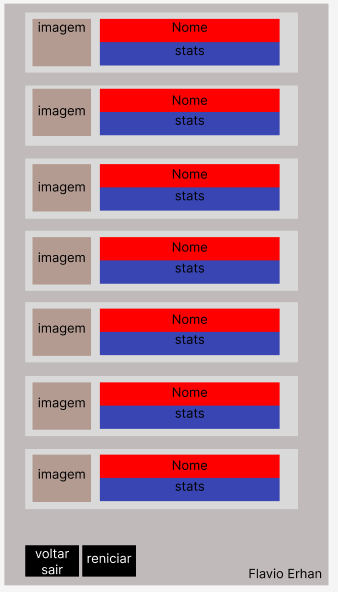 imagem
Nome
stats
imagem
Nome
stats
imagem
Nome
stats
imagem
Nome
stats
imagem
Nome
stats
imagem
Nome
stats
imagem
Nome
stats
voltar
sair
reniciar
Flavio Erhan